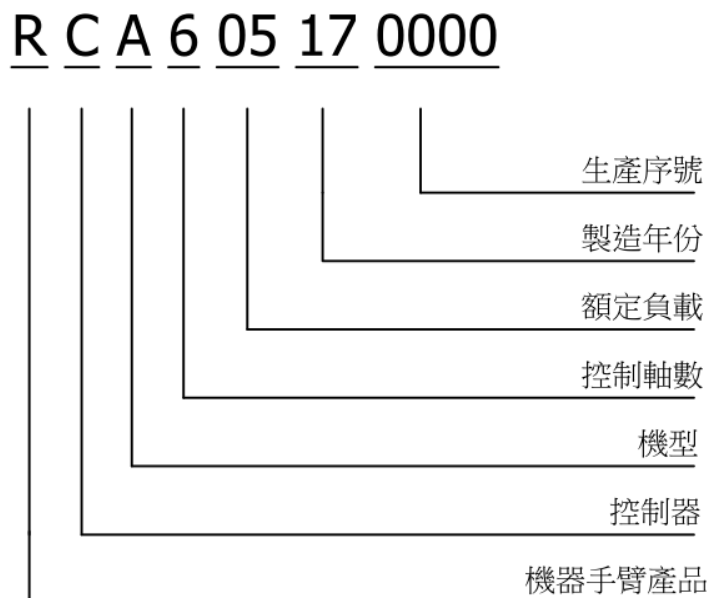 R C A 6 05 17 0000
生產序號
製造年份
額定負載
控制軸數
機型
控制器
機器手臂產品